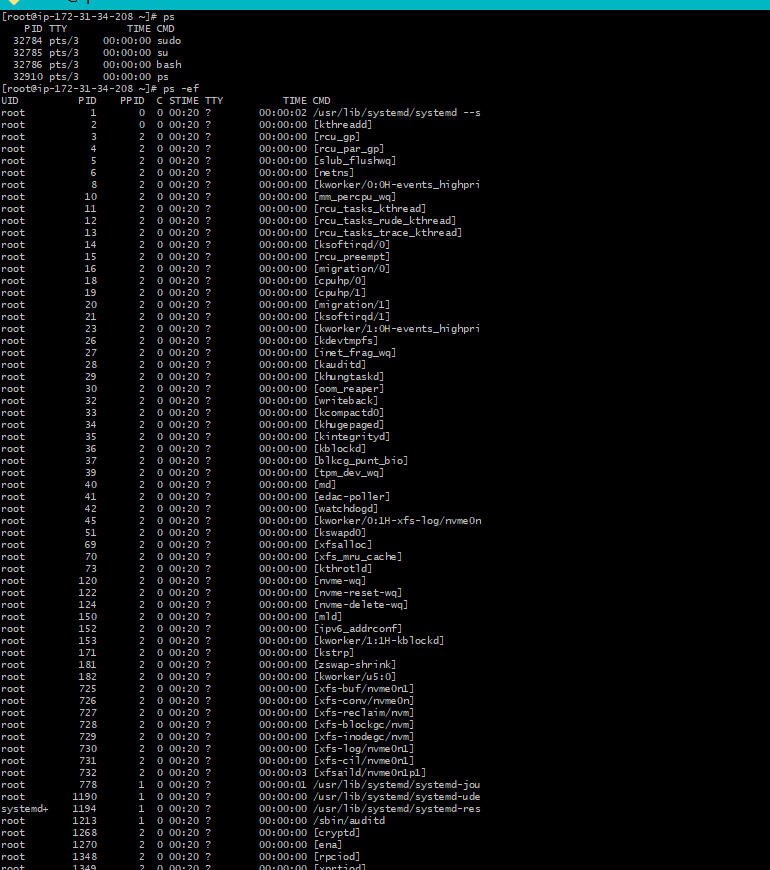 [root@ip-172-31-34-208 ~]# ps
PID TTY TIME CMD
32784 pts/3 00:00:00 sudo
32785 pts/3 00:00:00 su
32786 pts/3 00:00:00 bash
32910 pts/3 00:00:00 ps
[root@ip-172-31-34-208 ~]# ps -ef
UID PID PPID C STIME TTY TIME CMD
root 1 0 0 00:20 ? 00:00:02 /usr/lib/systemd/systemd --s
root 2 0 0 00:20 ? 00:00:00 [kthreadd]
root 3 2 0 00:20 ? 00:00:00 [rcu_gp]
root 4 2 0 00:20 ? 00:00:00 [rcu_par_gp]
root 5 2 0 00:20 ? 00:00:00 [slub_flushwq]
root 6 2 0 00:20 ? 00:00:00 [netns]
root 8 2 0 00:20 ? 00:00:00 [kworker/0:0H-events_highpri
root 10 2 0 00:20 ? 00:00:00 [mm_percpu_wq]
root 11 2 0 00:20 ? 00:00:00 [rcu_tasks_kthread]
root 12 2 0 00:20 ? 00:00:00 [rcu_tasks_rude_kthread]
root 13 2 0 00:20 ? 00:00:00 [rcu_tasks_trace_kthread]
root 14 2 0 00:20 ? 00:00:00 [ksoftirqd/0]
root 15 2 0 00:20 ? 00:00:00 [rcu_preempt]
root 16 2 0 00:20 ? 00:00:00 [migration/0]
root 18 2 0 00:20 ? 00:00:00 [cpuhp/0]
root 19 2 0 00:20 ? 00:00:00 [cpuhp/1]
root 20 2 0 00:20 ? 00:00:00 [migration/1]
root 21 2 0 00:20 ? 00:00:00 [ksoftirqd/1]
root 23 2 0 00:20 ? 00:00:00 [kworker/1:0H-events_highpri
root 26 2 0 00:20 ? 00:00:00 [kdevtmpfs]
root 27 2 0 00:20 ? 00:00:00 [inet_frag_wq]
root 28 2 0 00:20 ? 00:00:00 [kauditd]
root 29 2 0 00:20 ? 00:00:00 [khungtaskd]
root 30 2 0 00:20 ? 00:00:00 [oom_reaper]
root 32 2 0 00:20 ? 00:00:00 [writeback]
root 33 2 0 00:20 ? 00:00:00 [kcompactd0]
root 34 2 0 00:20 ? 00:00:00 [khugepaged]
root 35 2 0 00:20 ? 00:00:00 [kintegrityd]
root 36 2 0 00:20 ? 00:00:00 [kblockd]
root 37 2 0 00:20 ? 00:00:00 [blkcg_punt_bio]
root 39 2 0 00:20 ? 00:00:00 [tpm_dev_wq]
root 40 2 0 00:20 ? 00:00:00 [md]
root 41 2 0 00:20 ? 00:00:00 [edac-poller]
root 42 2 0 00:20 ? 00:00:00 [watchdogd]
root 45 2 0 00:20 ? 00:00:00 [kworker/0:1H-xfs-log/nvme0n
root 51 2 0 00:20 ? 00:00:00 [kswapd0]
root 69 2 0 00:20 ? 00:00:00 [xfsalloc]
root 70 2 0 00:20 ? 00:00:00 [xfs_mru_cache]
root 73 2 0 00:20 ? 00:00:00 [kthrotld]
root 120 2 0 00:20 ? 00:00:00 [nvme-wq]
root 122 2 0 00:20 ? 00:00:00 [nvme-reset-wq]
root 124 2 0 00:20 ? 00:00:00 [nvme-delete-wq]
root 150 2 0 00:20 ? 00:00:00 [mld]
root 152 2 0 00:20 ? 00:00:00 [ipv6_addrconf]
root 153 2 0 00:20 ? 00:00:00 [kworker/1:1H-kblockd]
root 171 2 0 00:20 ? 00:00:00 [kstrp]
root 181 2 0 00:20 ? 00:00:00 [zswap-shrink]
root 182 2 0 00:20 ? 00:00:00 [kworker/u5:0]
root 725 2 0 00:20 ? 00:00:00 [xfs-buf/nvme0n1]
root 726 2 0 00:20 ? 00:00:00 [xfs-conv/nvme0n]
root 727 2 0 00:20 ? 00:00:00 [xfs-reclaim/nvm]
root 728 2 0 00:20 ? 00:00:00 [xfs-blockgc/nvm]
root 729 2 0 00:20 ? 00:00:00 [xfs-inodegc/nvm]
root 730 2 0 00:20 ? 00:00:00 [xfs-log/nvme0n1]
root 731 2 0 00:20 ? 00:00:00 [xfs-cil/nvme0n1]
root 732 2 0 00:20 ? 00:00:03 [xfsaild/nvme0n1p1]
root 778 1 0 00:20 ? 00:00:01 /usr/lib/systemd/systemd-jou
root 1190 1 0 00:20 ? 00:00:00 /usr/lib/systemd/systemd-ude
systemd+ 1194 1 0 00:20 ? 00:00:00 /usr/lib/systemd/systemd-res
root 1213 1 0 00:20 ? 00:00:00 /sbin/auditd
root 1268 2 0 00:20 ? 00:00:00 [cryptd]
root 1270 2 0 00:20 ? 00:00:00 [ena]
root 1348 2 0 00:20 ? 00:00:00 [rpciod]
root 1349 2 0 00:20 ? 00:00:00 [xprtiod]